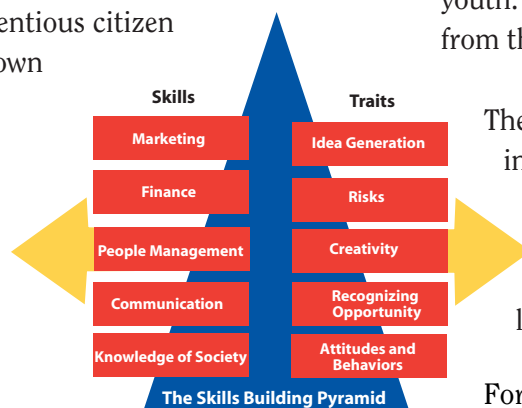 entious citizen
own
youth.
from th
The
in
l
For
Skills
Marketing
Finance
People Management
Communication
Knowledge of Society
Traits
Idea Generation
Risks
Creativity
Recognizing
Opportunity
Attitudes and
Behaviors
The Skills Building Pyramid